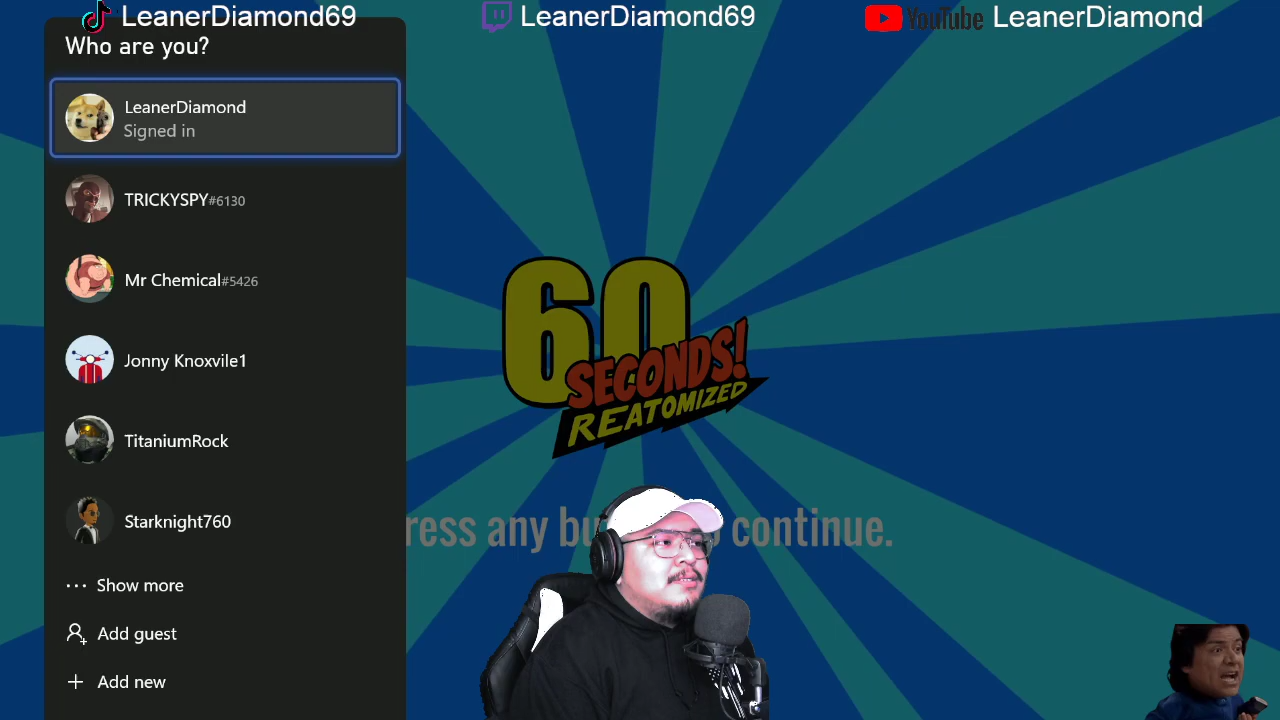 LeanerDiamond69
LeanerDiamond69
YouTube LeanerDiamond
Who are you?
LeanerDiamond
Signed in
TRICKYSPY#6130
Mr Chemical#5426
Jonny Knoxvile1
TitaniumRock
Starknight760
Show more
Add guest
Add new
60
SECONDS!
REATOMIZED
ress any bu
continue.